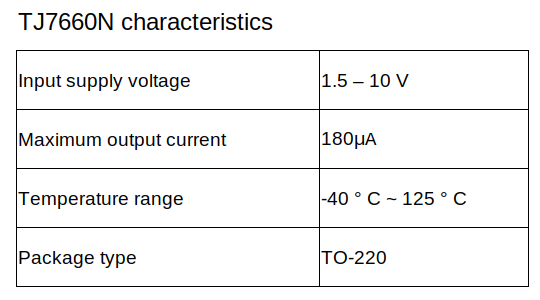 TJ7660N characteristics
Input supply voltage 1.5 – 10 V
Maximum output current 180µA
Temperature range -40 ° C ~ 125 ° C
Package type TO-220